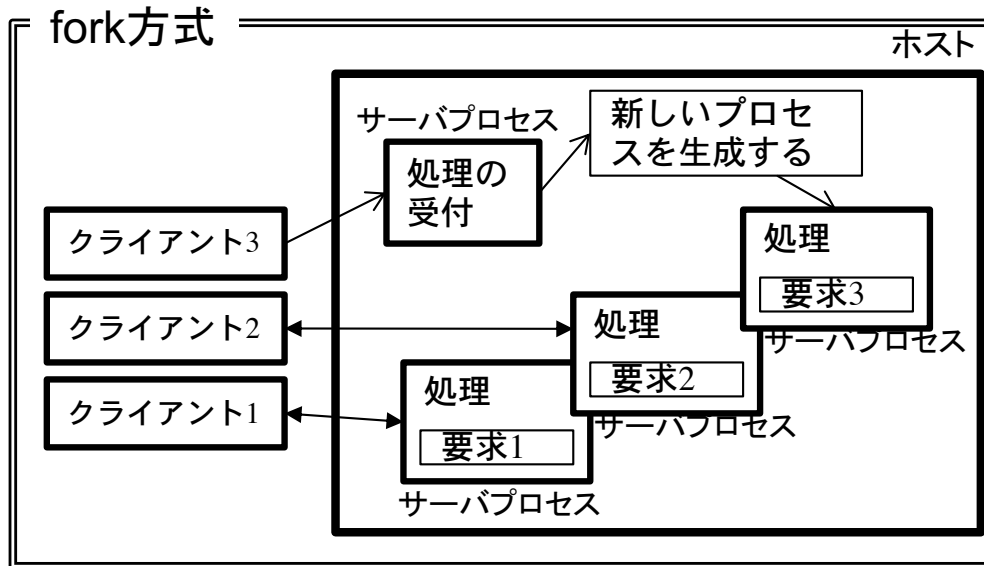 fork方式
ホスト
サーバプロセス
処理の
受付
新しいプロセ
スを生成する
クライアント3
処理
要求3
サーバプロセス
クライアント2
処理
要求2
サーバプロセス
クライアント1
処理
要求1
サーバプロセス